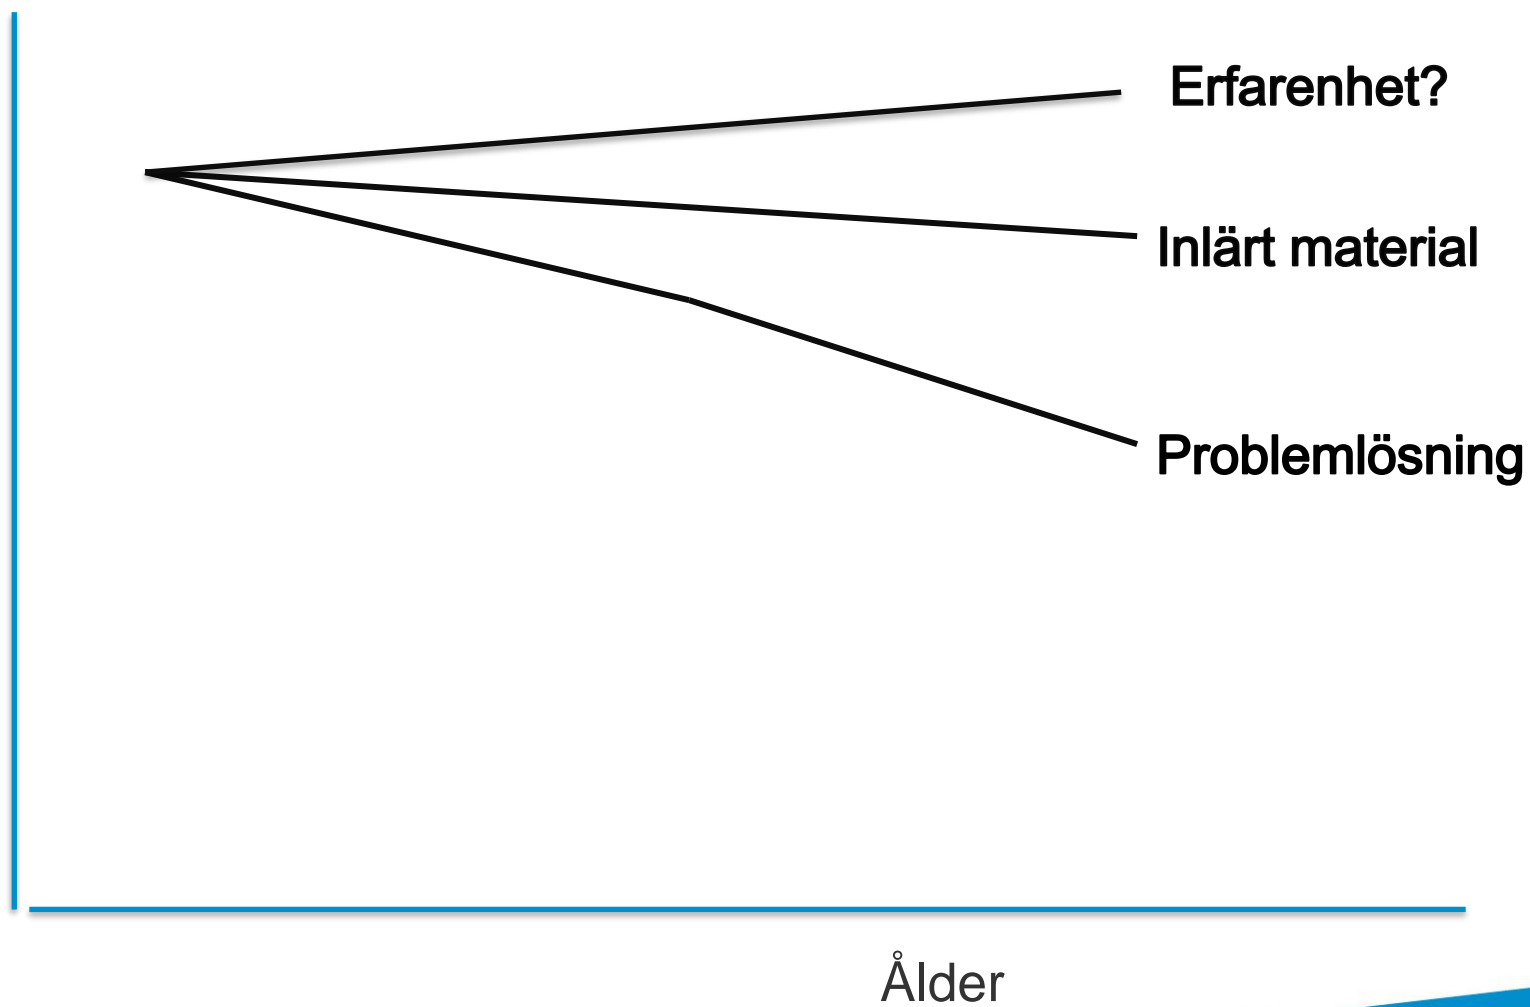 Erfarenhet?
Inlärt material
Problemlösning
Ålder